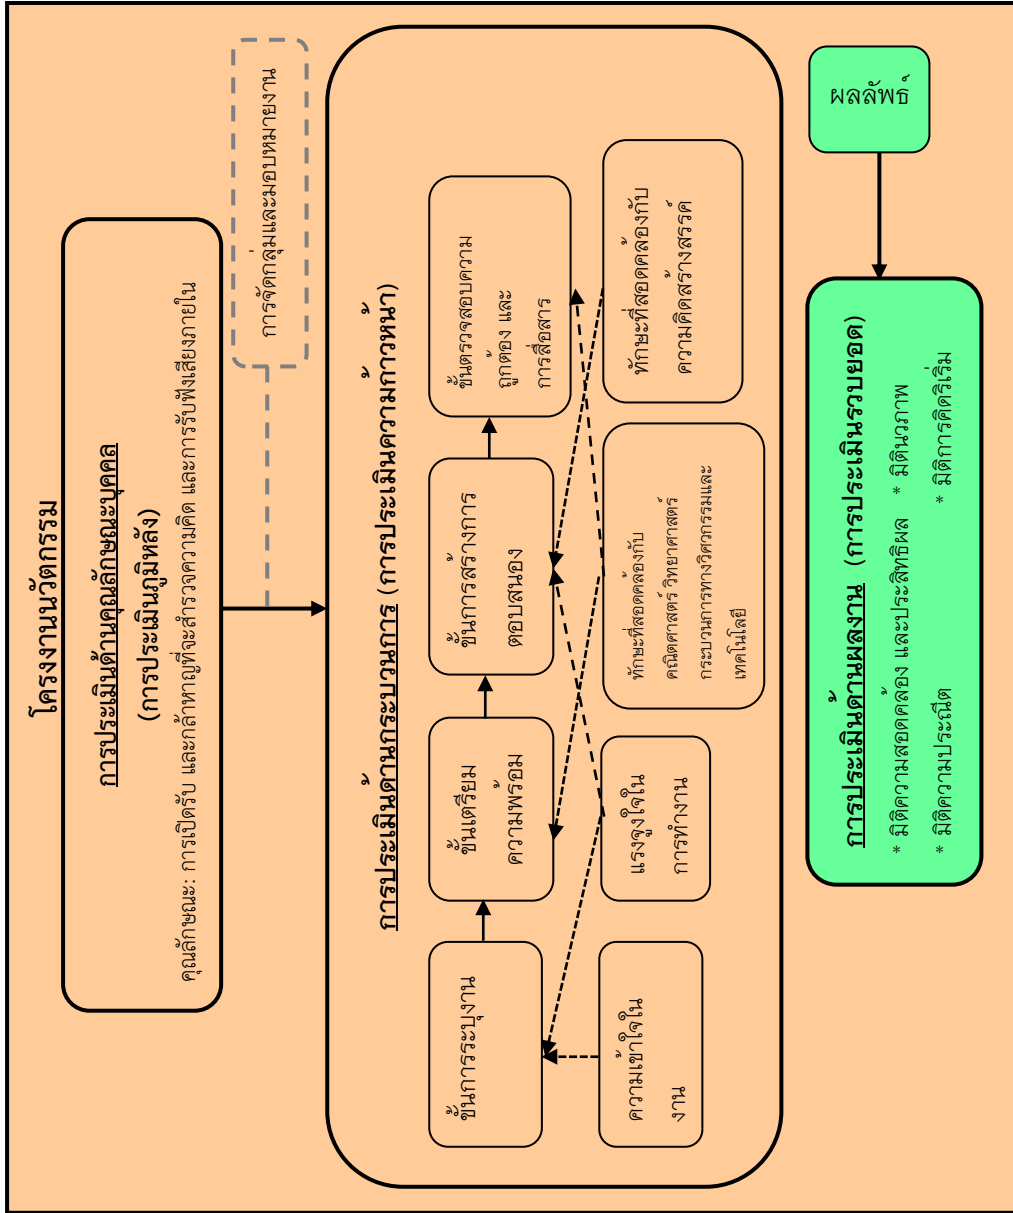 โครงงานนวัตกรรม
การประเมินด้านคุณลักษณะบุคคล
(การประเมินภูมิหลัง)
คุณลักษณะ: การเปิดรับ และกล้าหาญที่จะสำรวจความคิด และการรับฟังเสียงภายใน
การจัดกลุ่มและมอบหมายงาน
การประเมินด้านกระบวนการ (การประเมินความก้าวหน้า)
ขั้นการระบุงาน
ขั้นเตรียม
ความพร้อม
ขั้นการสร้างการ
ตอบสนอง
ขั้นตรวจสอบความ
ถูกต้อง และ
การสื่อสาร
ความเข้าใจใน
งาน
แรงจูงใจใน
การทำงาน
ทักษะที่สอดคล้องกับ
คณิตศาสตร์ วิทยาศาสตร์
กระบวนการทางวิศวกรรมและ
เทคโนโลยี
ทักษะที่สอดคล้องกับ
ความคิดสร้างสรรค์
ผลลัพธ์
การประเมินด้านผลงาน (การประเมินรวบยอด)
* มิติความสอดคล้อง และประสิทธิผล * มิตินวภาพ
* มิติความประณีต * มิติการคิดริเริ่ม